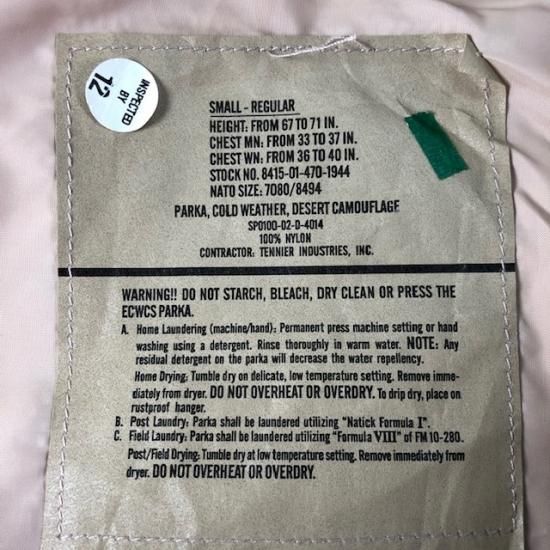 INSPECTED
BY
12
SMALL - REGULAR
HEIGHT: FROM 67 TO 71 IN.
CHEST MN: FROM 33 TO 37 IN.
CHEST WN: FROM 36 TO 40 IN.
STOCK NO. 8415-01-470-1944
NATO SIZE: 7080/8494
PARKA, COLD WEATHER, DESERT CAMOUFLAGE
SP0100-02-D-4014
100% NYLON
CONTRACTOR: TENNIER INDUSTRIES, INC.
WARNING!! DO NOT STARCH, BLEACH, DRY CLEAN OR PRESS THE
ECWCS PARKA.
A. Home Laundering (machine/hand): Permanent press machine setting or hand
washing using a detergent. Rinse thoroughly in warm water. NOTE: Any
residual detergent on the parka will decrease the water repellency.
Home Drying: Tumble dry on delicate, low temperature setting. Remove imme-
diately from dryer. DO NOT OVERHEAT OR OVERDRY. To drip dry, place on
rustproof hanger.
B. Post Laundry: Parka shall be laundered utilizing "Natick Formula I".
C. Field Laundry: Parka shall be laundered utilizing "Formula VIII" of FM 10-280.
Post/Field Drying: Tumble dry at low temperature setting. Remove immediately from
dryer. DO NOT OVERHEAT OR OVERDRY.